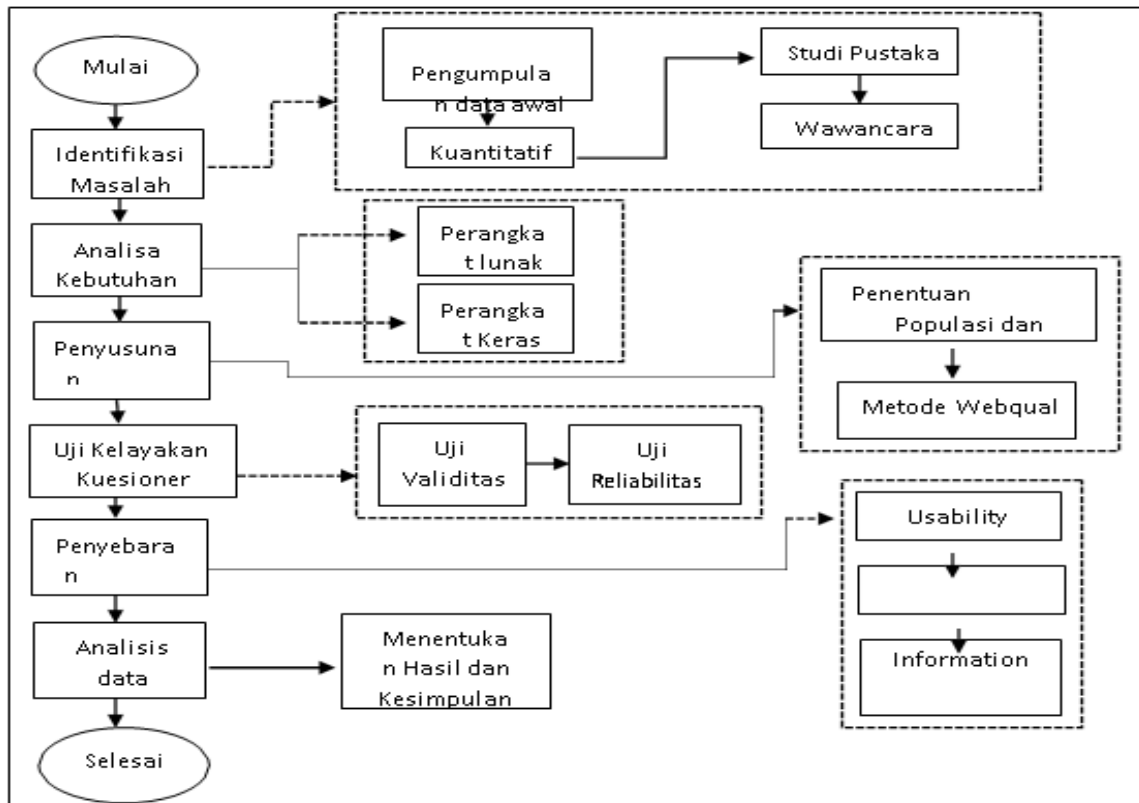 Mulai
Identifikasi
Masalah
Analisa
Kebutuhan
Penyusuna
n
Uji Kelayakan
Kuesioner
Penyebara
n
Analisis
data
Selesai
Pengumpula
n data awal
Kuantitatif
Studi Pustaka
Wawancara
Perangka
t lunak
Perangka
t Keras
Penentuan
Populasi dan
Metode Webqual
Uji
Validitas
Uji
Reliabilitas
Usability
Information
Menentuka
n Hasil dan
Kesimpulan